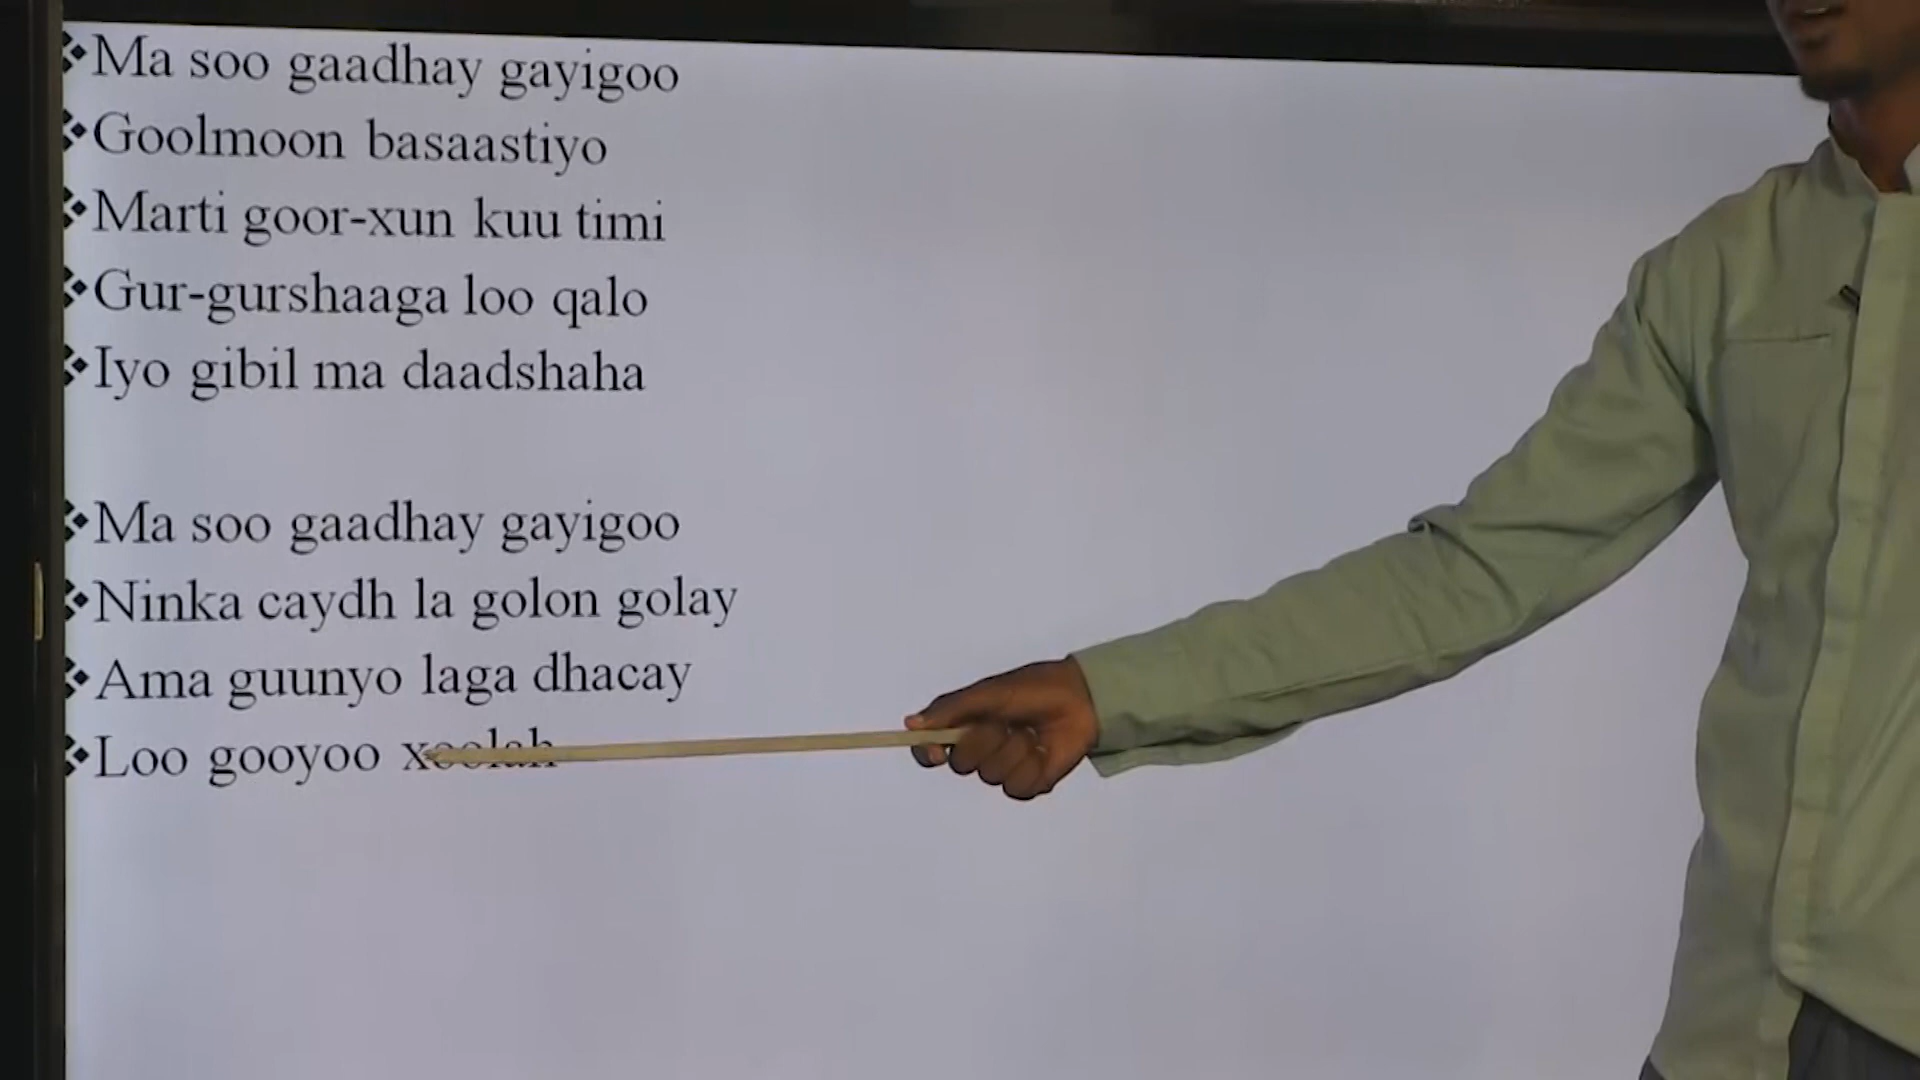 Ma soo gaadhay gayigoo
Goolmoon basaastiyo
Marti goor-xun kuu timi
Gur-gurshaaga loo qalo
Iyo gibil ma daadshaha
Ma soo gaadhay gayigoo
Ninka caydh la golon golay
Ama guunyo laga dhacay
Loo gooyoo xoolah